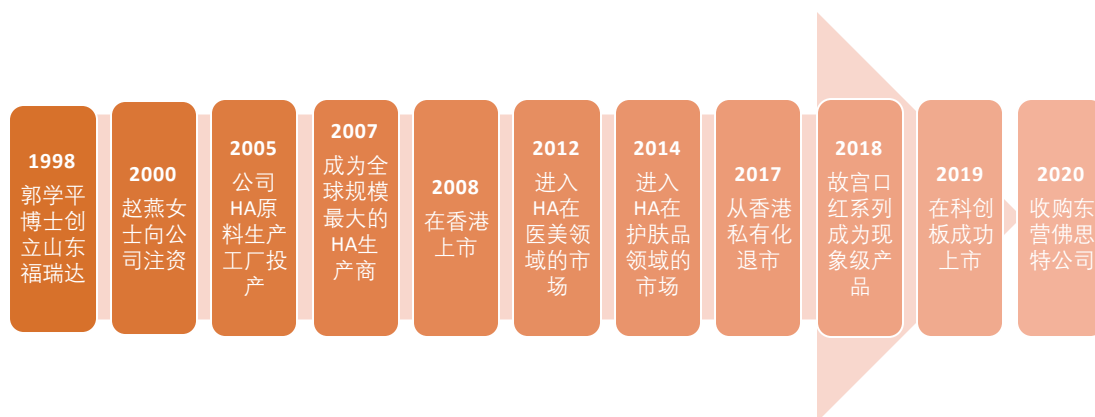 1998
郭学平
博士创
立山东
福瑞达
2000
赵燕女
士向公
司注资
2005
公司
HA原
料生产
工厂投
产
2007
成为全
球规模
最大的
HA生
产商
2008
在香港
上市
2012
进入
HA在
医美领
域的市
场
2014
进入
HA在
护肤品
领域的
市场
2017
从香港
私有化
退市
2018
故宫口
红系列
成为现
象级产
品
2019
在科创
板成功
上市
2020
收购东
营佛思
特公司